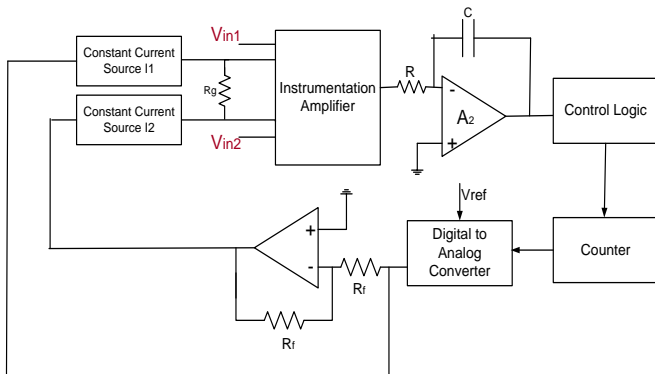 Vin1
Constant Current
Source I1
Rg
Constant Current
Source I2
Vin2
Instrumentation
Amplifier
R
C
-
A2
+
Control Logic
Vref
Digital to
Analog
Converter
Counter
+
-
Rf
Rf